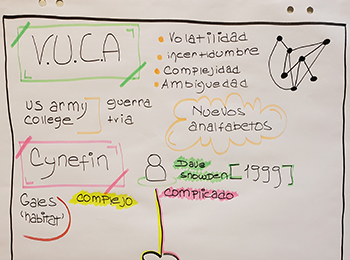 V.U.C.A
Volatilidad
incertidumbre
Complejidad
Ambigüedad
US army
college
guerra
fria
Nuevos
analfabetos
Cynefin
Dave
snowden
[1999]
Gales
'habitat'
complejo
complicado